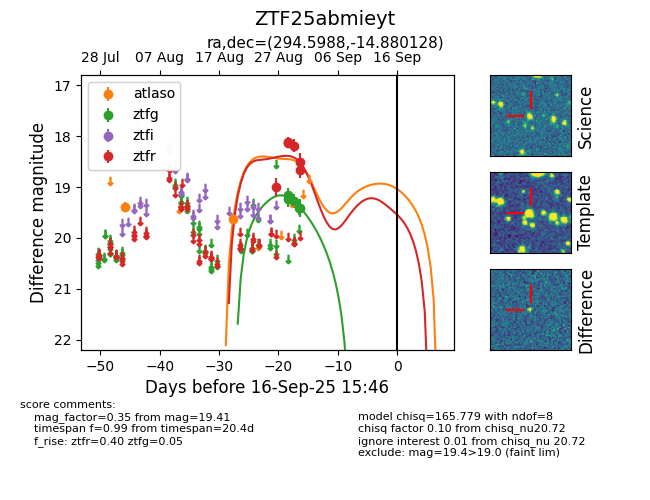 ZTF25abmieyt
ra,dec=(294.5988,-14.880128)
28 Jul 07 Aug 17 Aug 27 Aug 06 Sep 16 Sep
atlaso
ztfg
ztfi
ztfr
17
18
19
20
21
22
Difference magnitude
−50 −40 −30 −20 −10 0
Days before 16-Sep-25 15:46
Science
Template
Difference
score comments:
mag_factor=0.35 from mag=19.41
timespan f=0.99 from timespan=20.4d
f_rise: ztfr=0.40 ztfg=0.05
model chisq=165.779 with ndof=8
chisq factor 0.10 from chisq_nu20.72
ignore interest 0.01 from chisq_nu 20.72
exclude: mag=19.4>19.0 (faint lim)